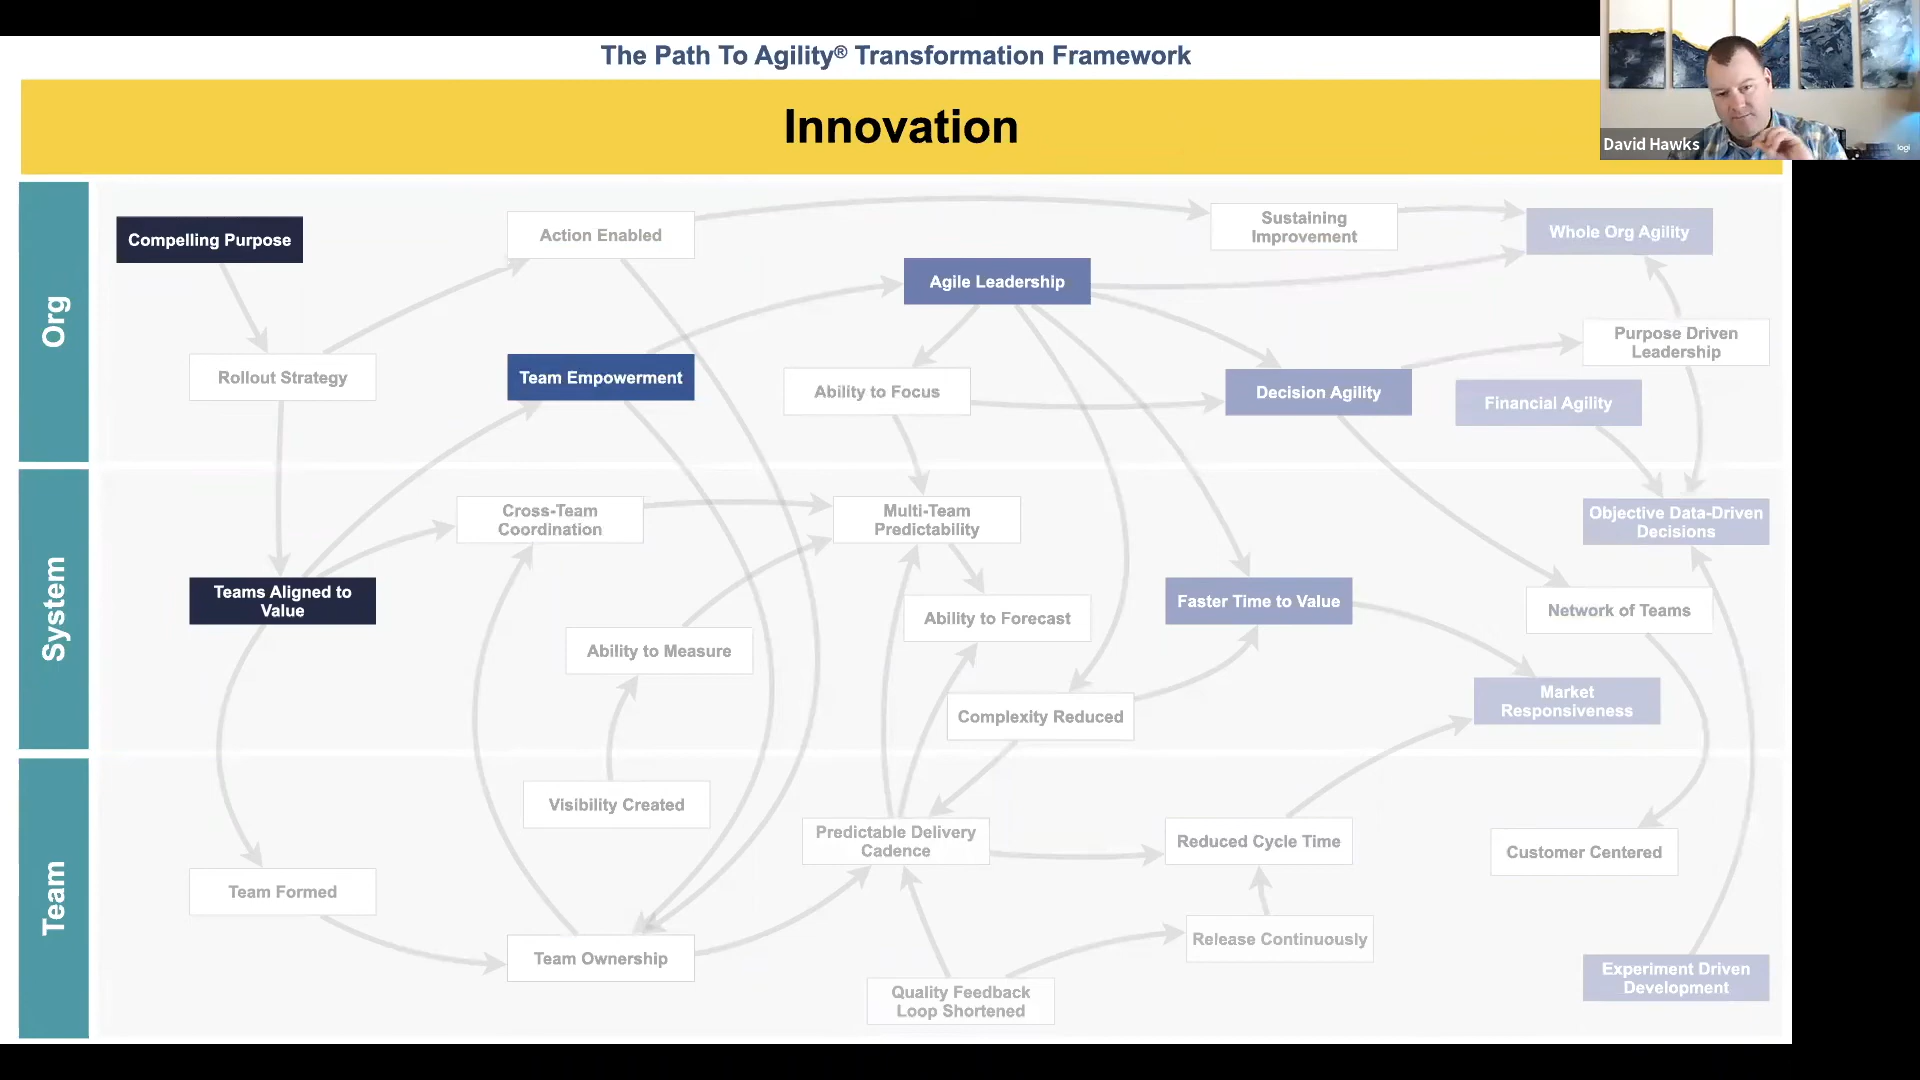 The Path To Agility® Transformation Framework
Innovation
David Hawks
logi
Org
Compelling Purpose
Action Enabled
Sustaining
Improvement
Whole Org Agility
Agile Leadership
Rollout Strategy
Team Empowerment
Ability to Focus
Decision Agility
Purpose Driven
Leadership
Financial Agility
System
Cross-Team
Coordination
Multi-Team
Predictability
Objective Data-Driven
Decisions
Teams Aligned to
Value
Ability to Forecast
Faster Time to Value
Network of Teams
Ability to Measure
Complexity Reduced
Market
Responsiveness
Team
Visibility Created
Predictable Delivery
Cadence
Reduced Cycle Time
Customer Centered
Team Formed
Team Ownership
Release Continuously
Quality Feedback
Loop Shortened
Experiment Driven
Development